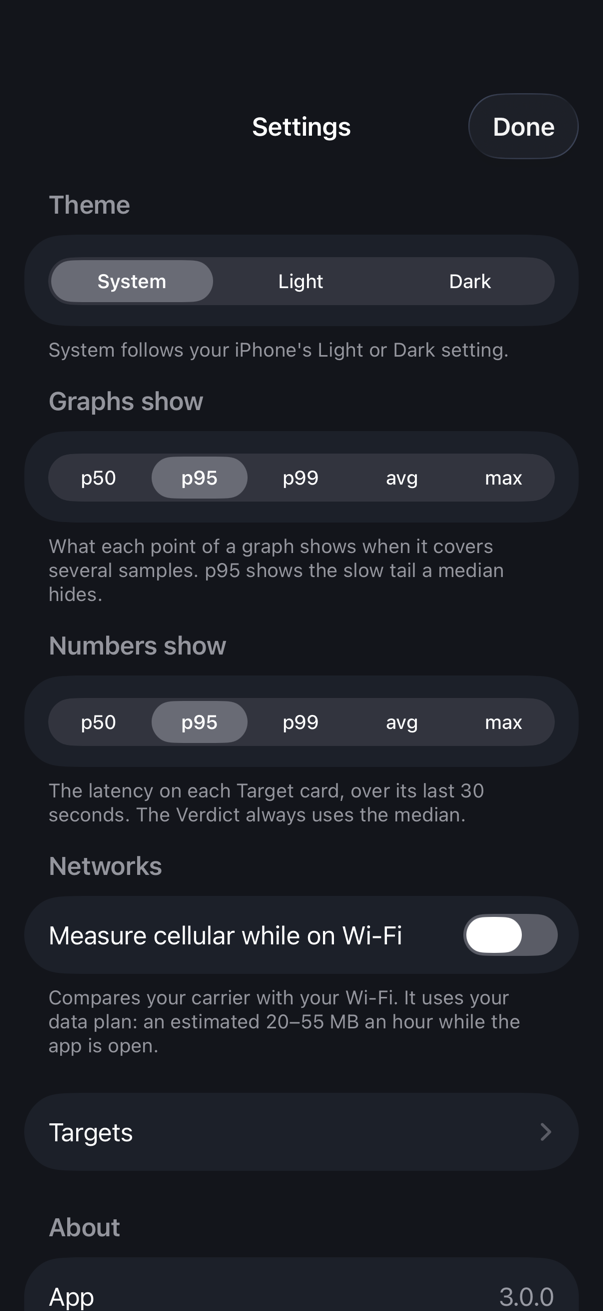 Settings
Done
Theme
System
Light
Dark
System follows your iPhone's Light or Dark setting.
Graphs show
p50
p95
p99
avg
max
What each point of a graph shows when it covers
several samples. p95 shows the slow tail a median
hides.
Numbers show
p50
p95
p99
avg
max
The latency on each Target card, over its last 30
seconds. The Verdict always uses the median.
Networks
Measure cellular while on Wi-Fi
Compares your carrier with your Wi-Fi. It uses your
data plan: an estimated 20–55 MB an hour while the
app is open.
Targets
About
App
3.0.0